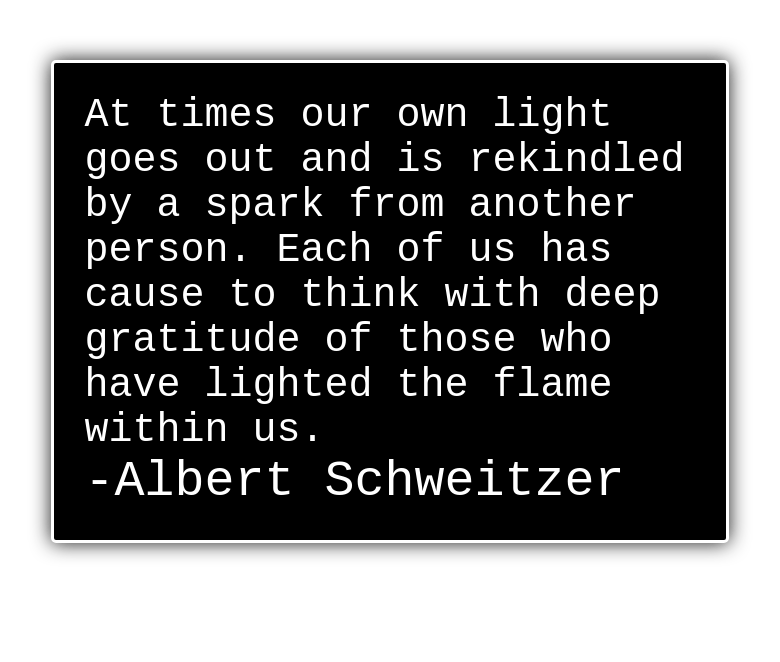 At times our own light
goes out and is rekindled
by a spark from another
person. Each of us has
cause to think with deep
gratitude of those who
have lighted the flame
within us.
-Albert Schweitzer